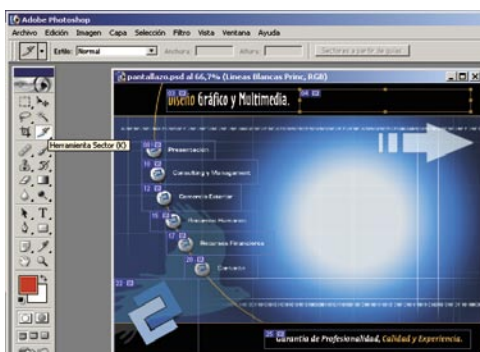 Adobe Photoshop
Archivo Edición Imagen Capa Selección Filtro Vista Ventana Ayuda
Estilo: Normal Anchura: Altura: Sectores a partir de guías
pantallazo.psd al 66,7% (Lineas Blancas Princ, RGB)
Diseño Gráfico y Multimedia.
Herramienta Sector (K)
Presentación
Consulting y Management
Comercio Exterior
Recursos Humanos
Recursos Financieros
Contacto
Garantía de Profesionalidad, Calidad y Experiencia.